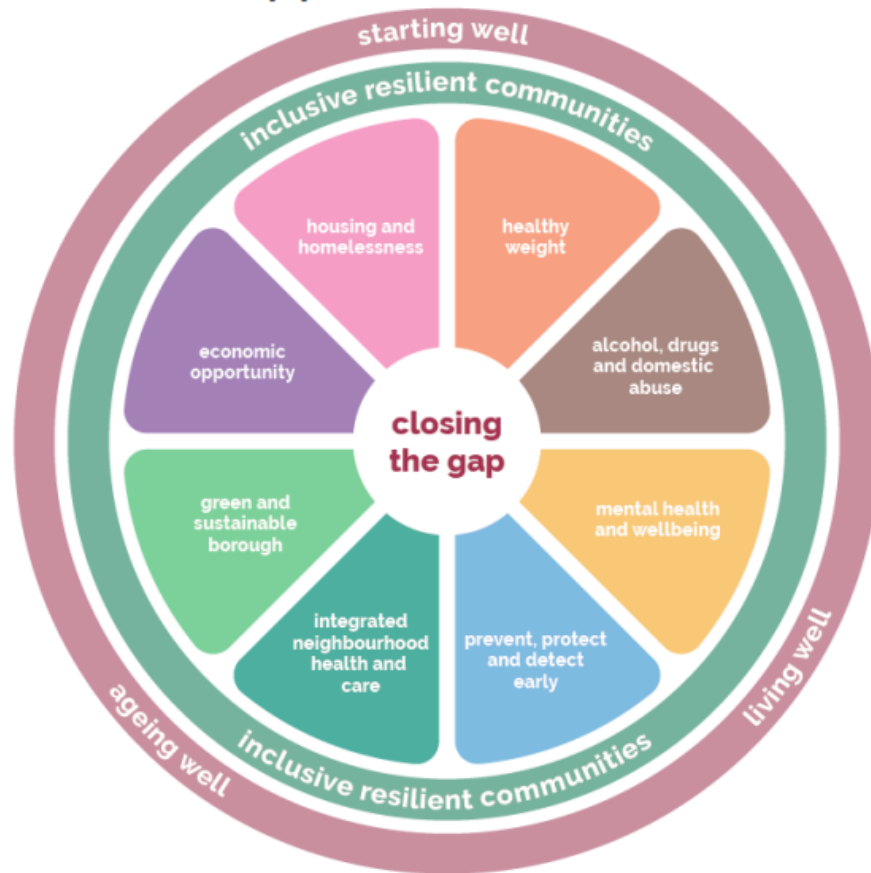 starting well
inclusive resilient communities
housing and
homelessness
healthy
weight
economic
opportunity
alcohol, drugs
and domestic
abuse
closing
the gap
green and
sustainable
borough
mental health
and wellbeing
integrated
neighbourhood
health and
care
prevent, protect
and detect
early
ageing well
living well
inclusive resilient communities